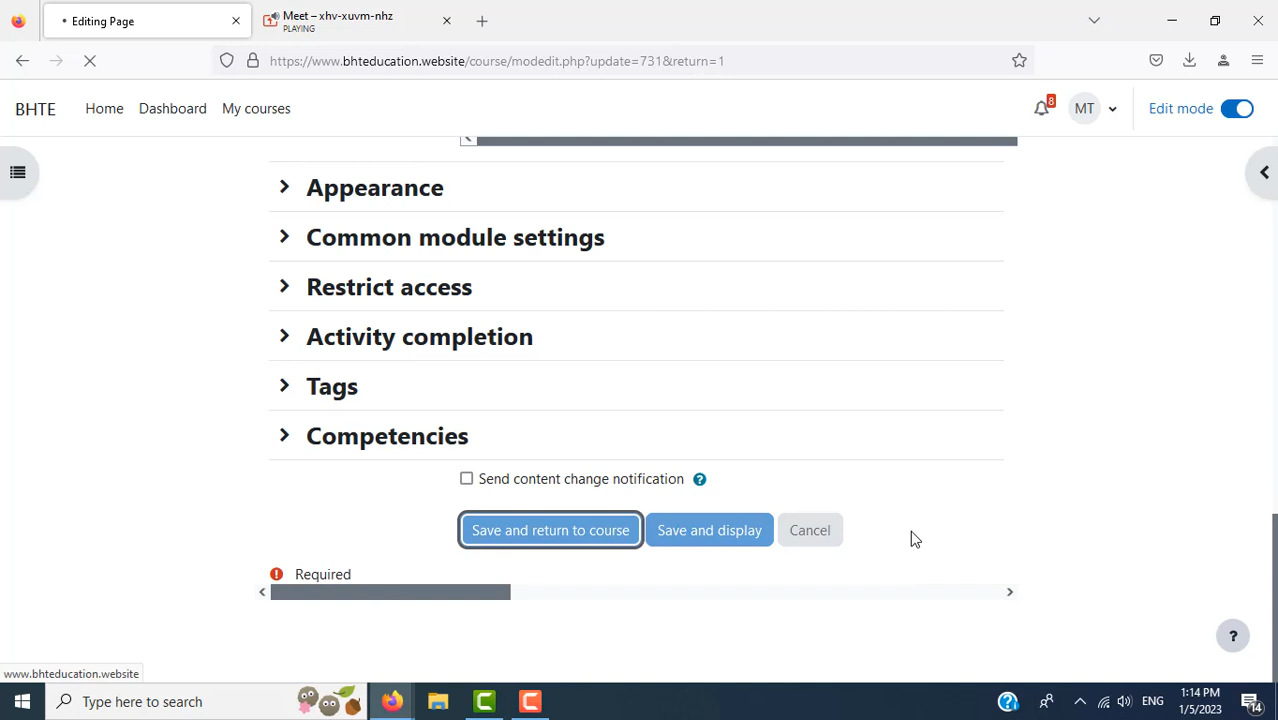 Editing Page
Meet – xhv-xuvm-nhz
PLAYING
https://www.bhteducation.website/course/modedit.php?update=731&return=1
BHTE
Home
Dashboard
My courses
8
MT
Edit mode
Appearance
Common module settings
Restrict access
Activity completion
Tags
Competencies
Send content change notification
?
Save and return to course
Save and display
Cancel
! Required
?
www.bhteducation.website
Type here to search
ENG
1:14 PM
1/5/2023
14